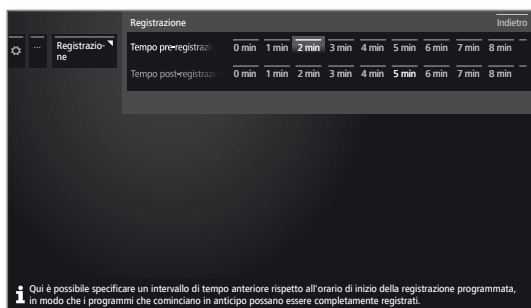 Registrazione Indietro
... Registrazio-
ne
Tempo pre-registrazi 0 min 1 min 2 min 3 min 4 min 5 min 6 min 7 min 8 min
Tempo post-registrazi 0 min 1 min 2 min 3 min 4 min 5 min 6 min 7 min 8 min
Qui è possibile specificare un intervallo di tempo anteriore rispetto all'orario di inizio della registrazione programmata,
in modo che i programmi che cominciano in anticipo possano essere completamente registrati.